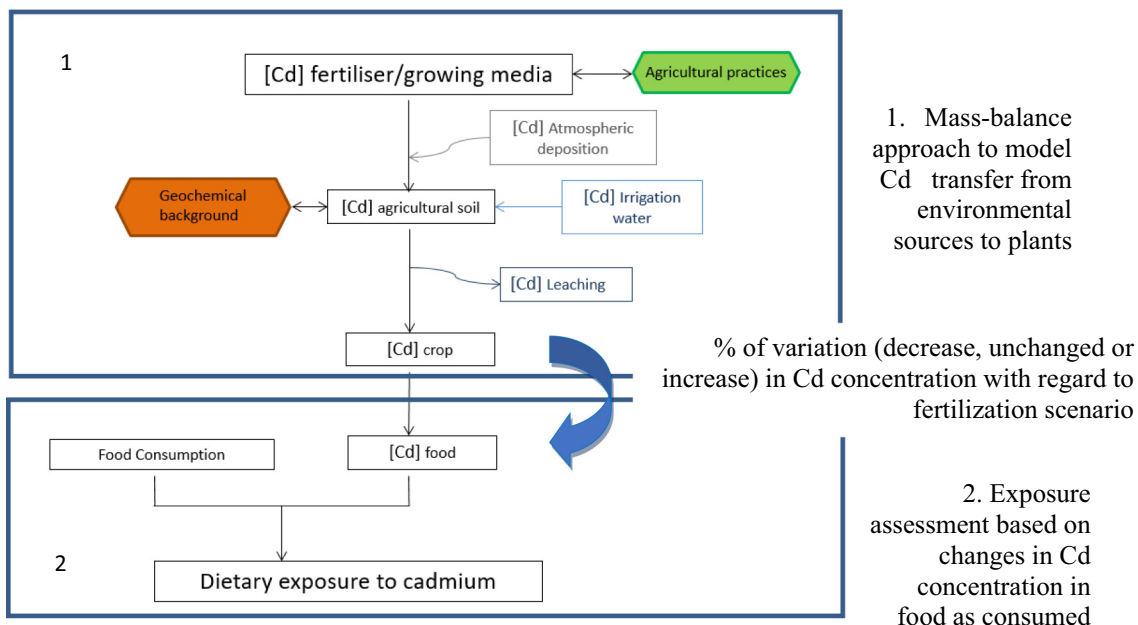 1
[Cd] fertiliser/growing media
Agricultural practices
[Cd] Atmospheric
deposition
Geochemical
background
[Cd] agricultural soil
[Cd] Irrigation
water
[Cd] Leaching
[Cd] crop
1. Mass-balance
approach to model
Cd transfer from
environmental
sources to plants
% of variation (decrease, unchanged or
increase) in Cd concentration with regard to
fertilization scenario
Food Consumption
[Cd] food
2
Dietary exposure to cadmium
2. Exposure
assessment based on
changes in Cd
concentration in
food as consumed